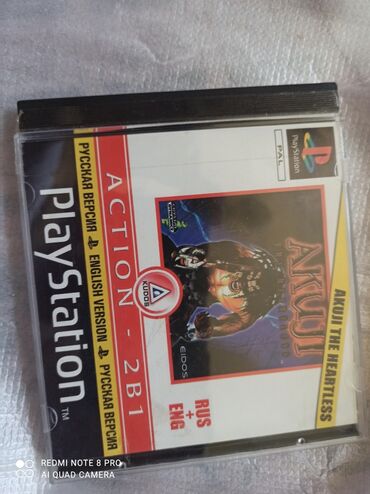 PlayStation™
РУССКАЯ ВЕРСИЯ ENGLISH VERSION РУССКАЯ ВЕРСИЯ
ACTION - 2В1
KUDOS
PlayStation
PAL
AKUJI
EIDOS
AKUJI THE HEARTLESS
RUS
+
ENG
REDMI NOTE 8 PRO
AI QUAD CAMERA